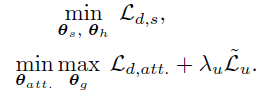 min_{θ_s, θ_h} ℒ_{d,s},
min_{θ_{att.}} max_{θ_g} ℒ_{d,att.} + λ_u ℒ̃_u.